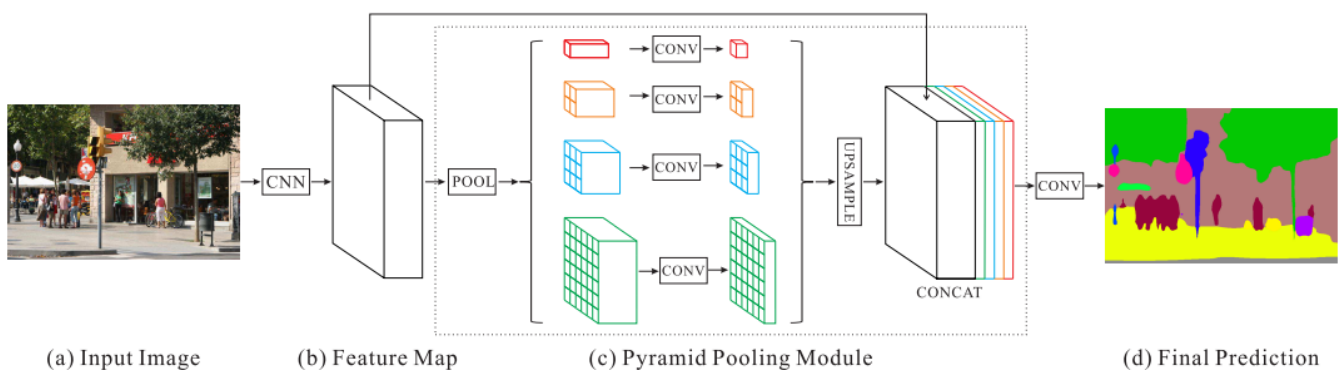 CNN
POOL
CONV
CONV
CONV
CONV
UPSAMPLE
CONCAT
CONV
(a) Input Image
(b) Feature Map
(c) Pyramid Pooling Module
(d) Final Prediction